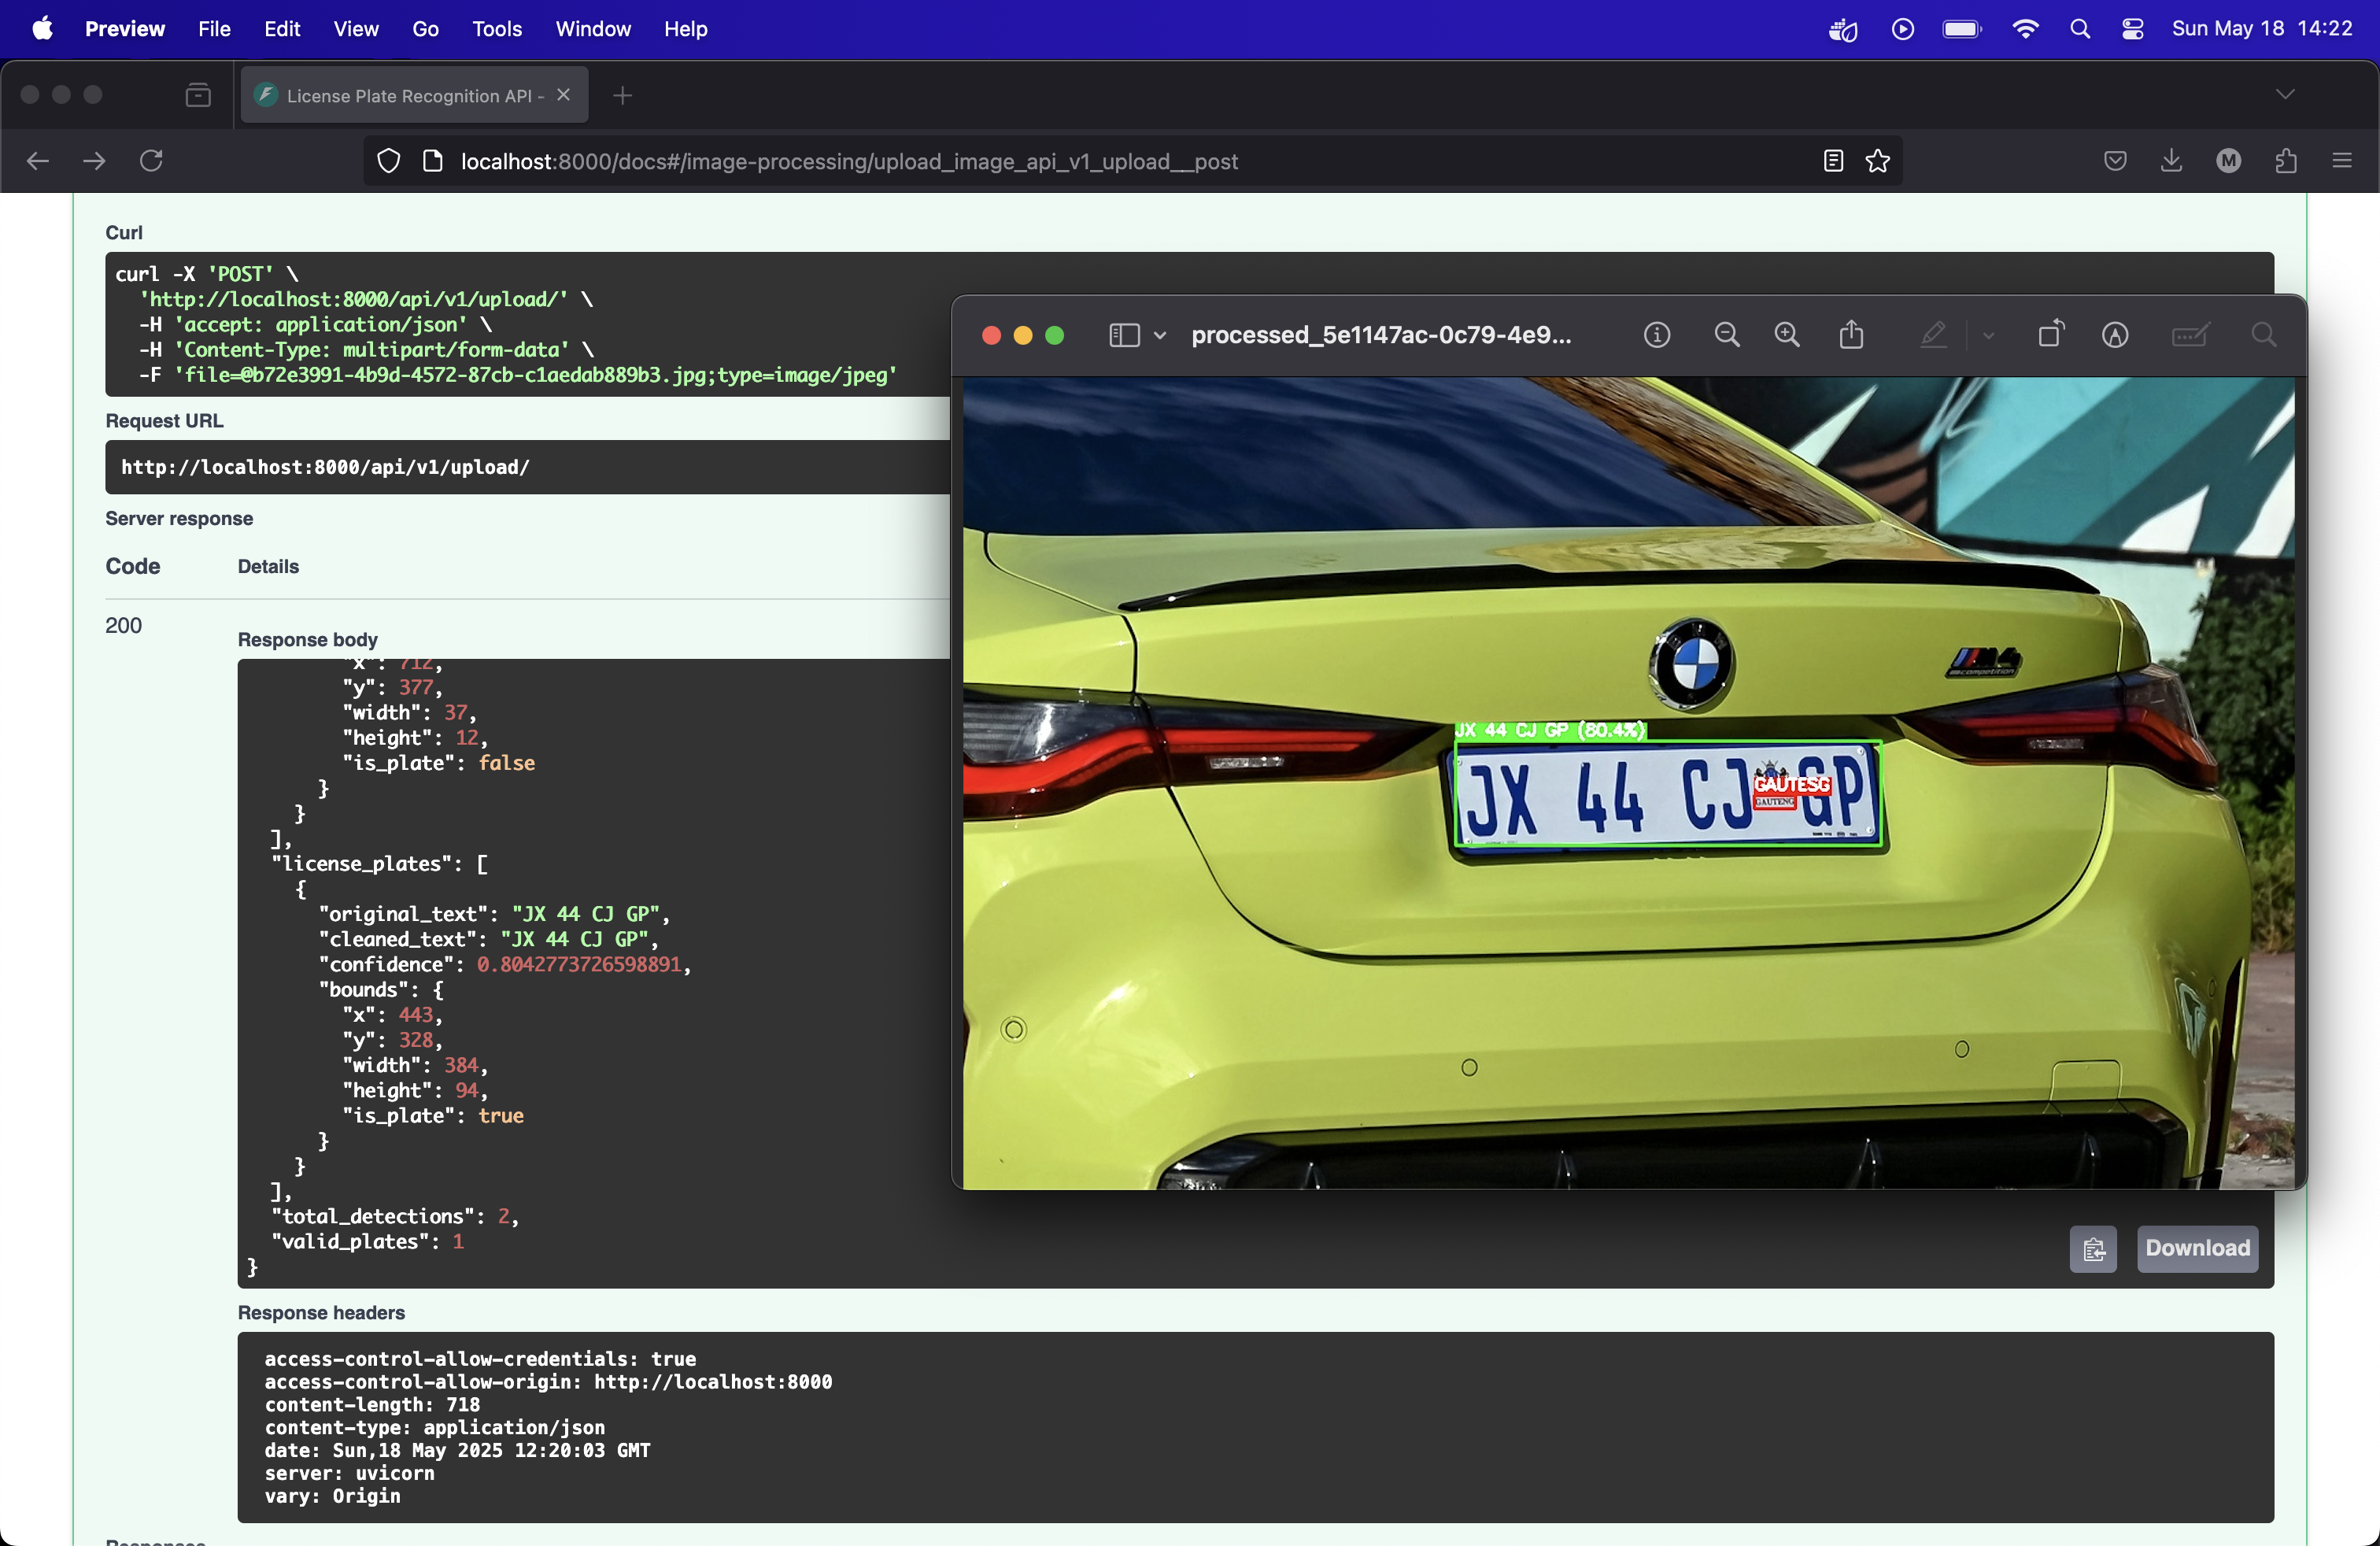 Preview File Edit View Go Tools Window Help
Sun May 18 14:22
License Plate Recognition API -
localhost:8000/docs#/image-processing/upload_image_api_v1_upload__post
M
Curl
curl -X 'POST' \
'http://localhost:8000/api/v1/upload/' \
-H 'accept: application/json' \
-H 'Content-Type: multipart/form-data' \
-F 'file=@b72e3991-4b9d-4572-87cb-c1aedab889b3.jpg;type=image/jpeg'
Request URL
http://localhost:8000/api/v1/upload/
Server response
Code Details
200
Response body
"x": 712,
"y": 377,
"width": 37,
"height": 12,
"is_plate": false
}
}
],
"license_plates": [
{
"original_text": "JX 44 CJ GP",
"cleaned_text": "JX 44 CJ GP",
"confidence": 0.8042773726598891,
"bounds": {
"x": 443,
"y": 328,
"width": 384,
"height": 94,
"is_plate": true
}
}
],
"total_detections": 2,
"valid_plates": 1
}
Download
Response headers
access-control-allow-credentials: true
access-control-allow-origin: http://localhost:8000
content-length: 718
content-type: application/json
date: Sun,18 May 2025 12:20:03 GMT
server: uvicorn
vary: Origin
Responses
processed_5e1147ac-0c79-4e9...
BMW
M4
competition
JX 44 CJ GP (80.4%)
JX 44 CJ GP
GAUTESG
GAUTENG